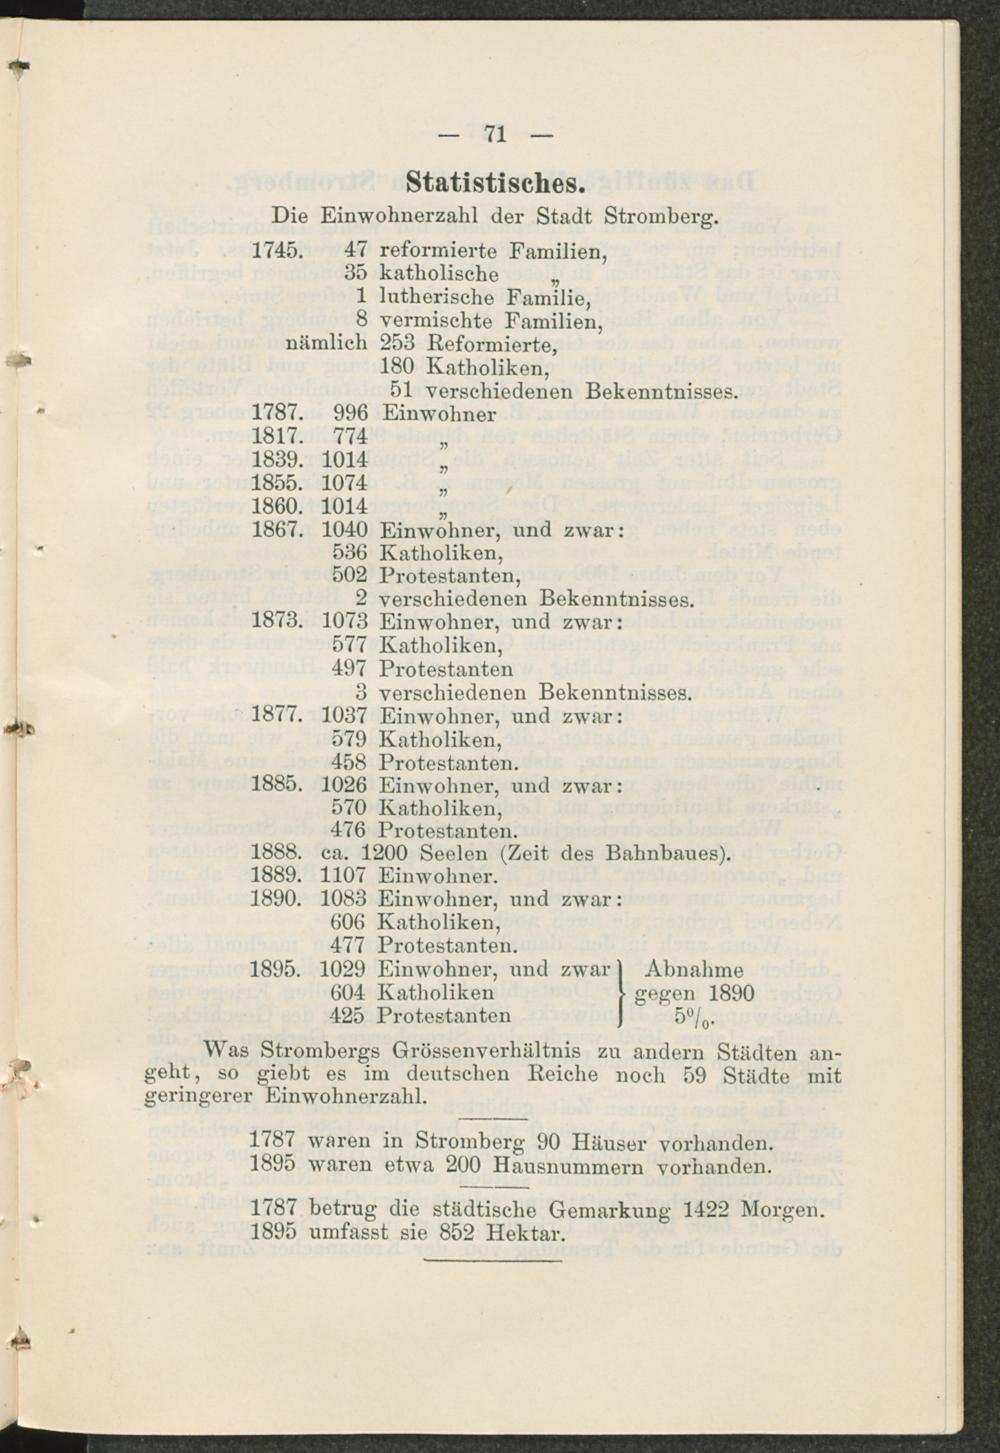 — 71 —
Statistisches.
Die Einwohnerzahl der Stadt Stromberg.
1745. 47 reformierte Familien,
35 katholische „
1 lutherische Familie,
8 vermischte Familien,
nämlich 253 Reformierte,
180 Katholiken,
51 verschiedenen Bekenntnisses.
1787. 996 Einwohner
1817. 774 „
1839. 1014 „
1855. 1074 „
1860. 1014 „
1867. 1040 Einwohner, und zwar:
536 Katholiken,
502 Protestanten,
2 verschiedenen Bekenntnisses.
1873. 1073 Einwohner, und zwar:
577 Katholiken,
497 Protestanten
3 verschiedenen Bekenntnisses.
1877. 1037 Einwohner, und zwar:
579 Katholiken,
458 Protestanten.
1885. 1026 Einwohner, und zwar:
570 Katholiken,
476 Protestanten.
1888. ca. 1200 Seelen (Zeit des Bahnbaues).
1889. 1107 Einwohner.
1890. 1083 Einwohner, und zwar:
606 Katholiken,
477 Protestanten.
1895. 1029 Einwohner, und zwar } Abnahme
604 Katholiken } gegen 1890
425 Protestanten } 5%.
Was Strombergs Grössenverhältnis zu andern Städten an-
geht, so giebt es im deutschen Reiche noch 59 Städte mit
geringerer Einwohnerzahl.
1787 waren in Stromberg 90 Häuser vorhanden.
1895 waren etwa 200 Hausnummern vorhanden.
1787 betrug die städtische Gemarkung 1422 Morgen.
1895 umfasst sie 852 Hektar.